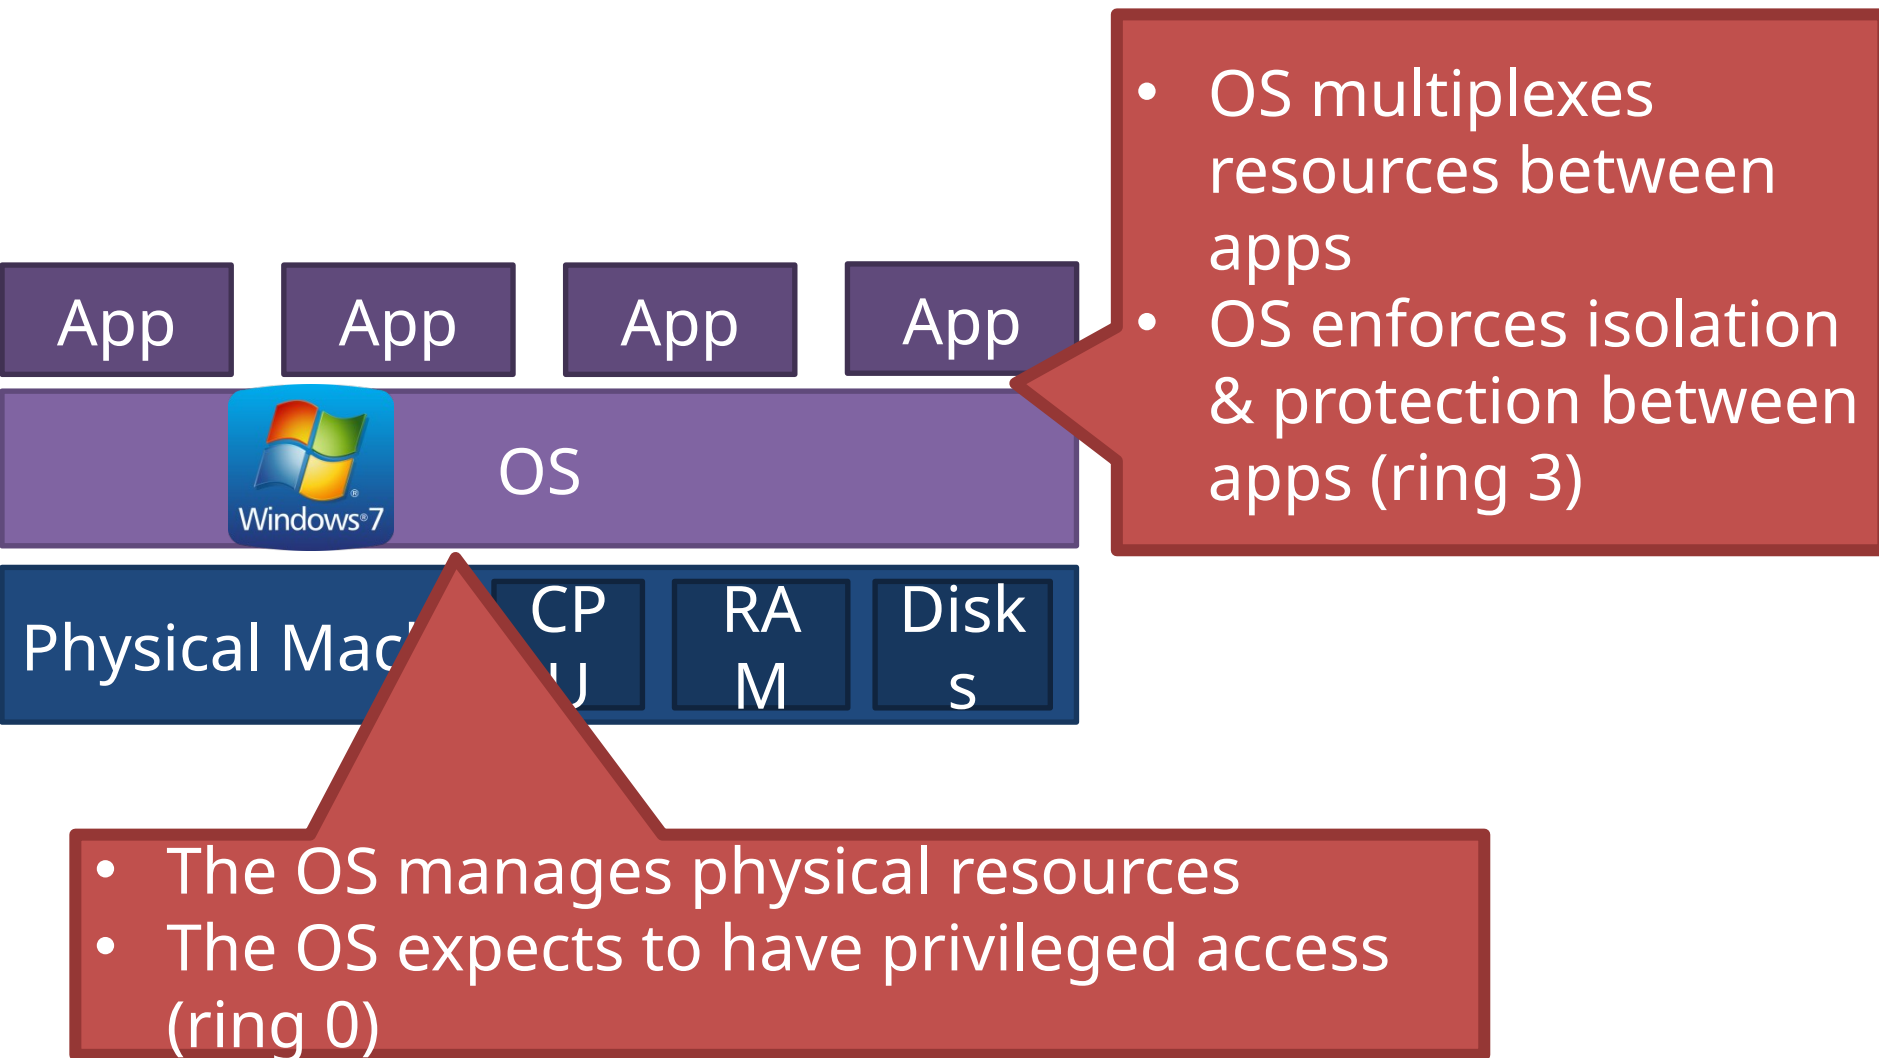 • OS multiplexes
resources between
apps
• OS enforces isolation
& protection between
apps (ring 3)
App App App App
Windows®7
OS
Physical Mac
CP
U
RA
M
Disk
s
• The OS manages physical resources
• The OS expects to have privileged access
(ring 0)